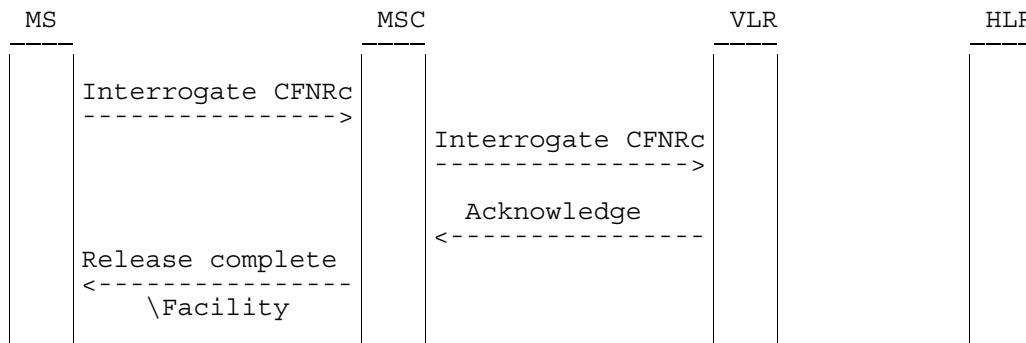 MS MSC VLR HLR
Interrogate CFNRc
Interrogate CFNRc
Acknowledge
Release complete
\Facility